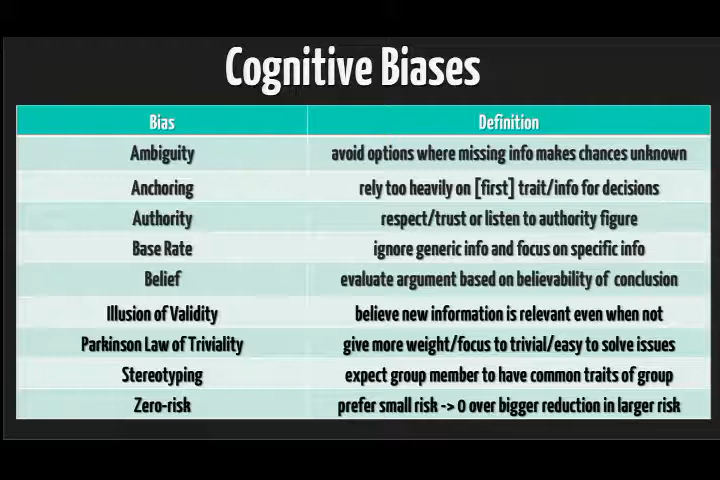 Cognitive Biases
Bias Definition
Ambiguity avoid options where missing info makes chances unknown
Anchoring rely too heavily on [first] trait/info for decisions
Authority respect/trust or listen to authority figure
Base Rate ignore generic info and focus on specific info
Belief evaluate argument based on believability of conclusion
Illusion of Validity believe new information is relevant even when not
Parkinson Law of Triviality give more weight/focus to trivial/easy to solve issues
Stereotyping expect group member to have common traits of group
Zero-risk prefer small risk -> 0 over bigger reduction in larger risk